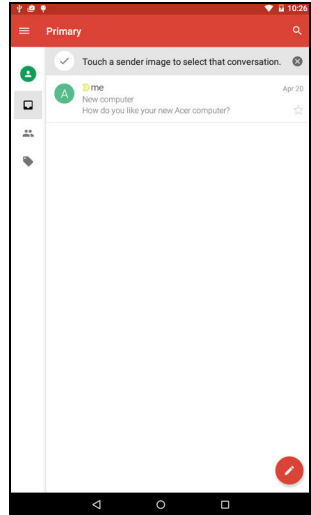 10:26
Primary
Touch a sender image to select that conversation.
A
me
Apr 20
New computer
How do you like your new Acer computer?